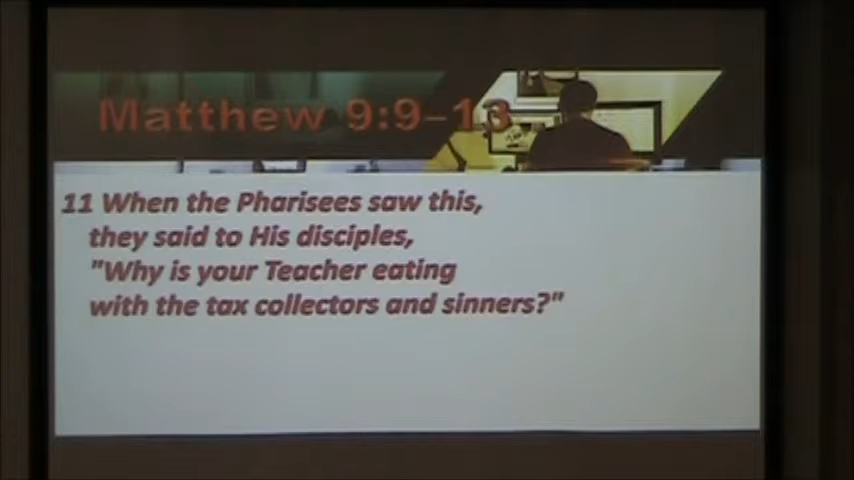 Matthew 9:9–13
11 When the Pharisees saw this,
they said to His disciples,
"Why is your Teacher eating
with the tax collectors and sinners?"